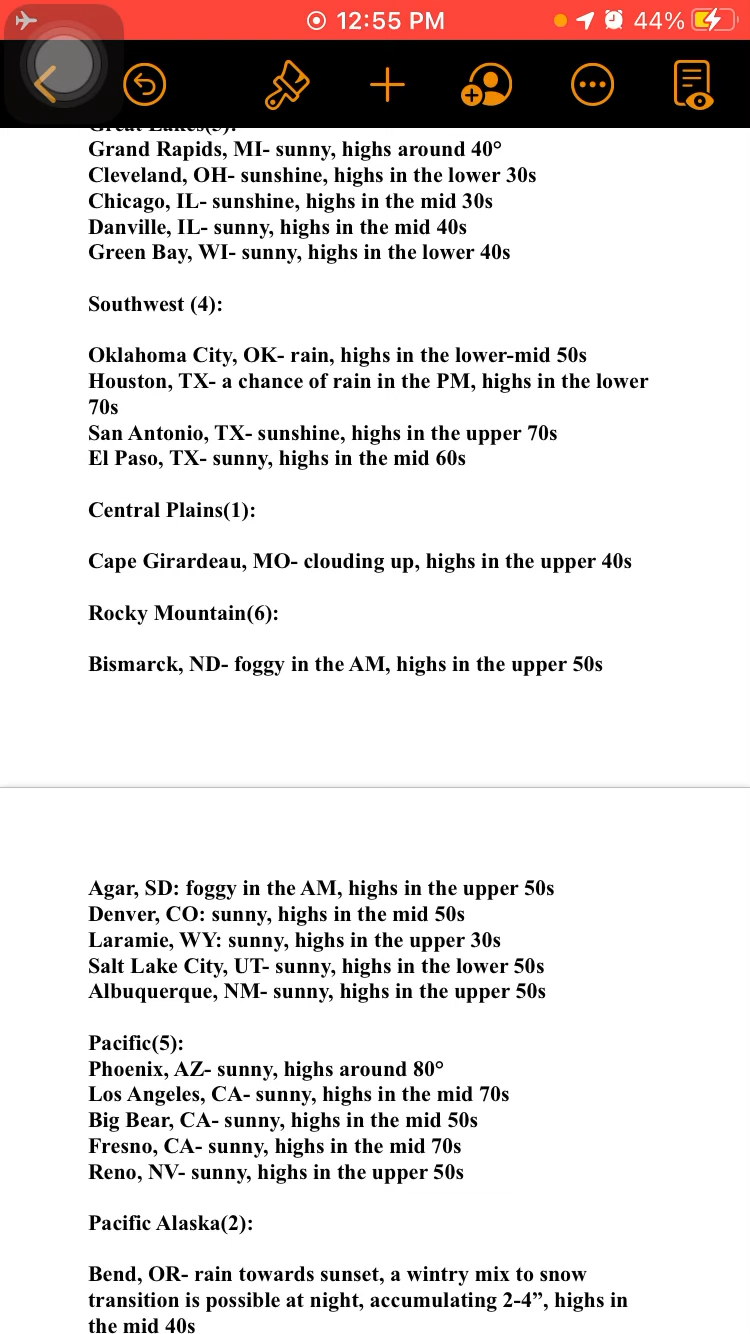 12:55 PM
44%
Great Lakes(5):
Grand Rapids, MI- sunny, highs around 40°
Cleveland, OH- sunshine, highs in the lower 30s
Chicago, IL- sunshine, highs in the mid 30s
Danville, IL- sunny, highs in the mid 40s
Green Bay, WI- sunny, highs in the lower 40s
Southwest (4):
Oklahoma City, OK- rain, highs in the lower-mid 50s
Houston, TX- a chance of rain in the PM, highs in the lower
70s
San Antonio, TX- sunshine, highs in the upper 70s
El Paso, TX- sunny, highs in the mid 60s
Central Plains(1):
Cape Girardeau, MO- clouding up, highs in the upper 40s
Rocky Mountain(6):
Bismarck, ND- foggy in the AM, highs in the upper 50s
Agar, SD: foggy in the AM, highs in the upper 50s
Denver, CO: sunny, highs in the mid 50s
Laramie, WY: sunny, highs in the upper 30s
Salt Lake City, UT- sunny, highs in the lower 50s
Albuquerque, NM- sunny, highs in the upper 50s
Pacific(5):
Phoenix, AZ- sunny, highs around 80°
Los Angeles, CA- sunny, highs in the mid 70s
Big Bear, CA- sunny, highs in the mid 50s
Fresno, CA- sunny, highs in the mid 70s
Reno, NV- sunny, highs in the upper 50s
Pacific Alaska(2):
Bend, OR- rain towards sunset, a wintry mix to snow
transition is possible at night, accumulating 2-4”, highs in
the mid 40s